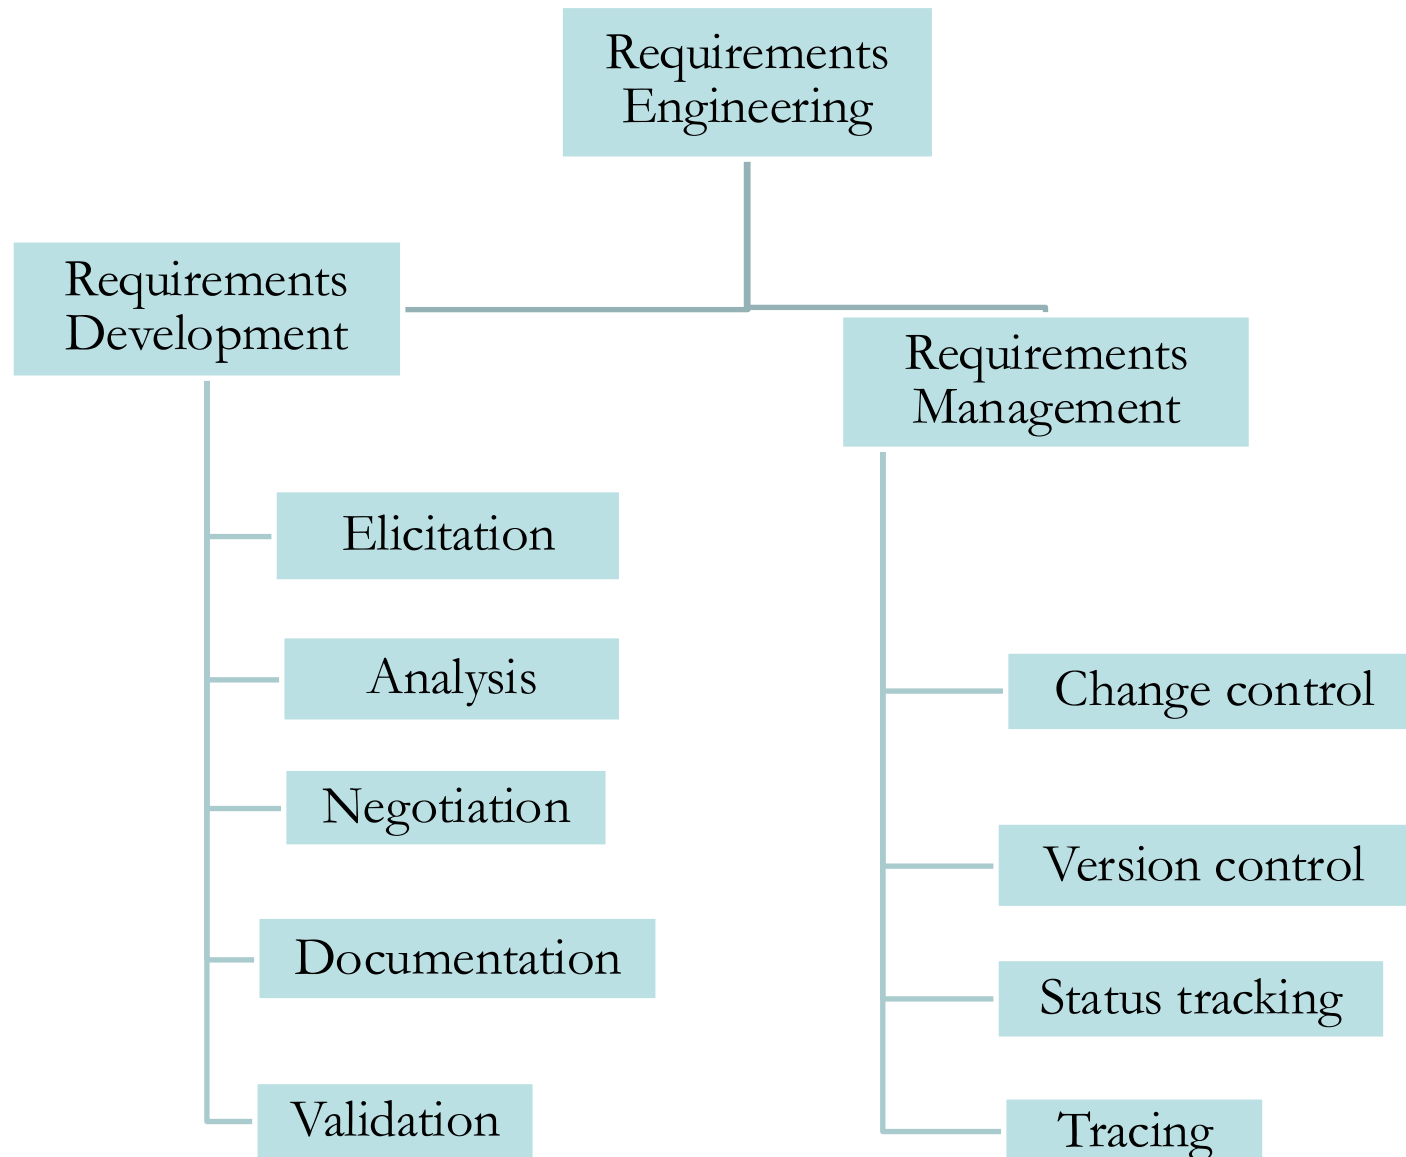 Requirements
Engineering
Requirements
Development
Requirements
Management
Elicitation
Analysis
Negotiation
Documentation
Validation
Change control
Version control
Status tracking
Tracing